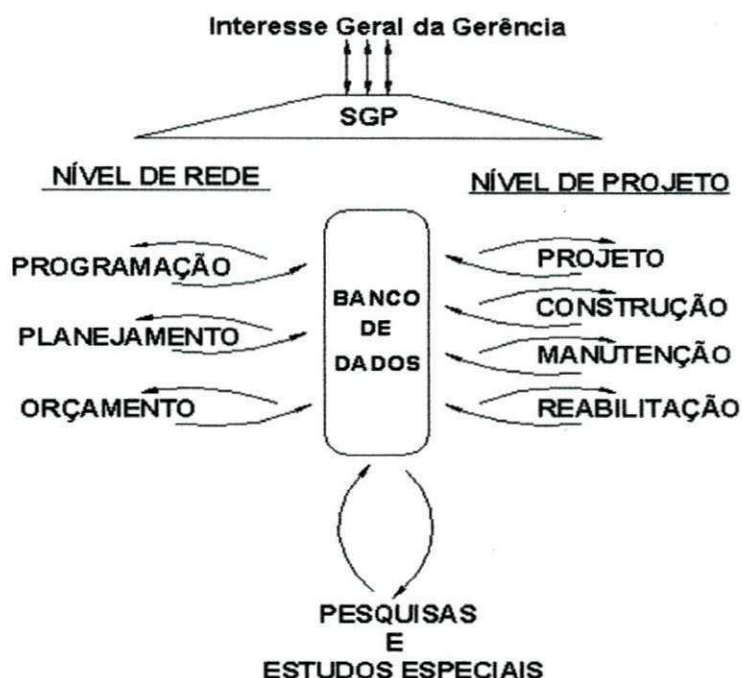 Interesse Geral da Gerência
SGP
NÍVEL DE REDE
NÍVEL DE PROJETO
PROGRAMAÇÃO
PLANEJAMENTO
ORÇAMENTO
BANCO
DE
DADOS
PROJETO
CONSTRUÇÃO
MANUTENÇÃO
REABILITAÇÃO
PESQUISAS
E
ESTUDOS ESPECIAIS